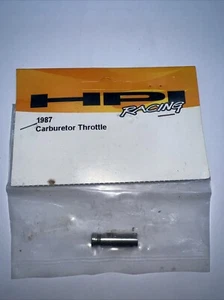 HPI
RACING
1987
Carburetor Throttle